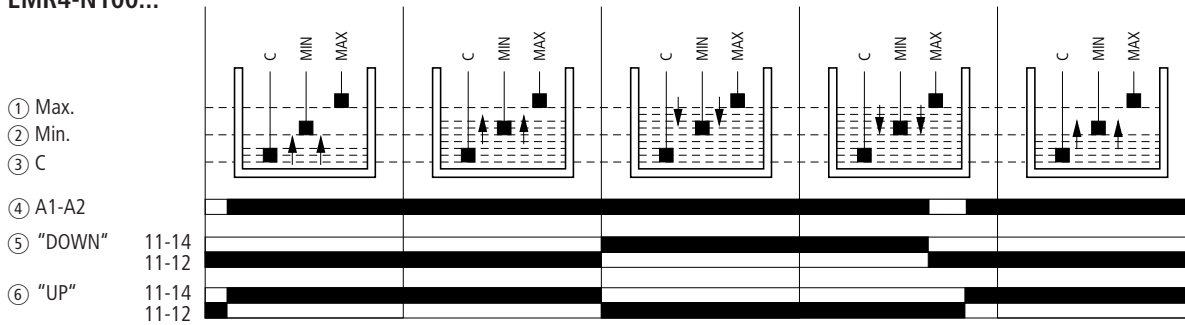 EMR4-N100...
C MIN MAX C MIN MAX C MIN MAX C MIN MAX C MIN MAX
① Max.
② Min.
③ C
④ A1-A2
⑤ “DOWN“ 11-14
11-12
⑥ “UP“ 11-14
11-12